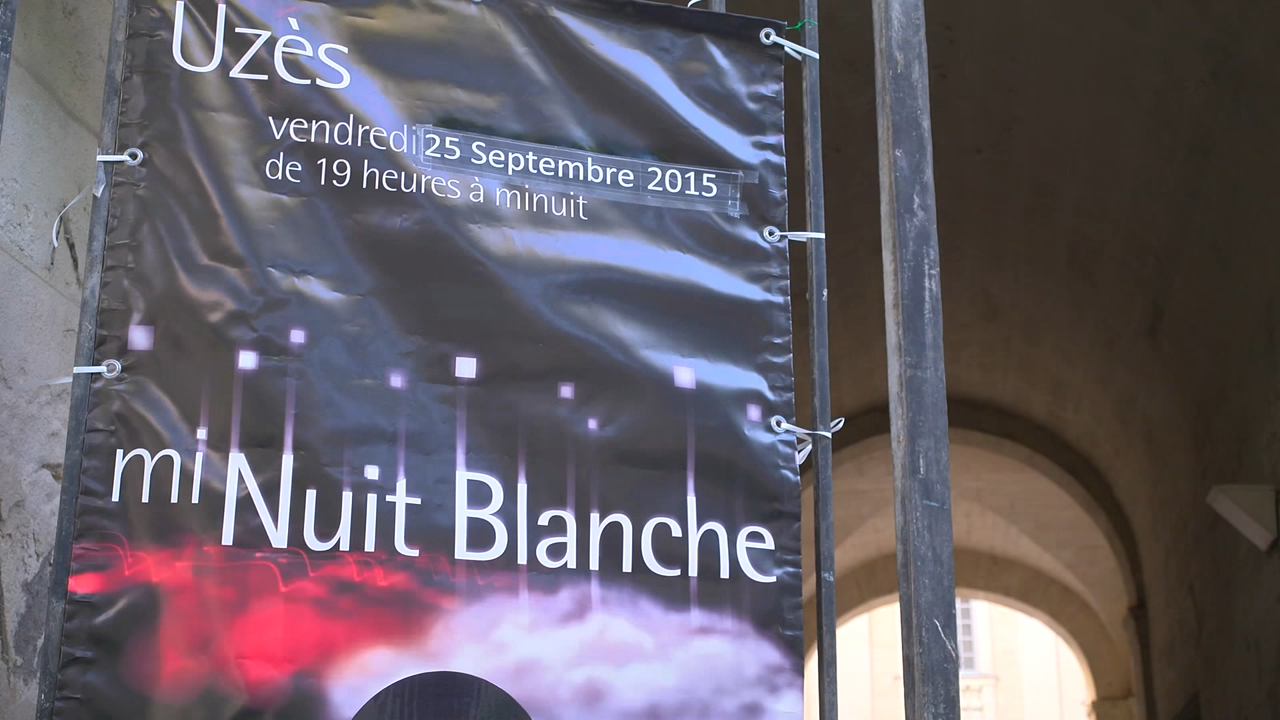 Uzès
vendredi 25 Septembre 2015
de 19 heures à minuit
mi Nuit Blanche